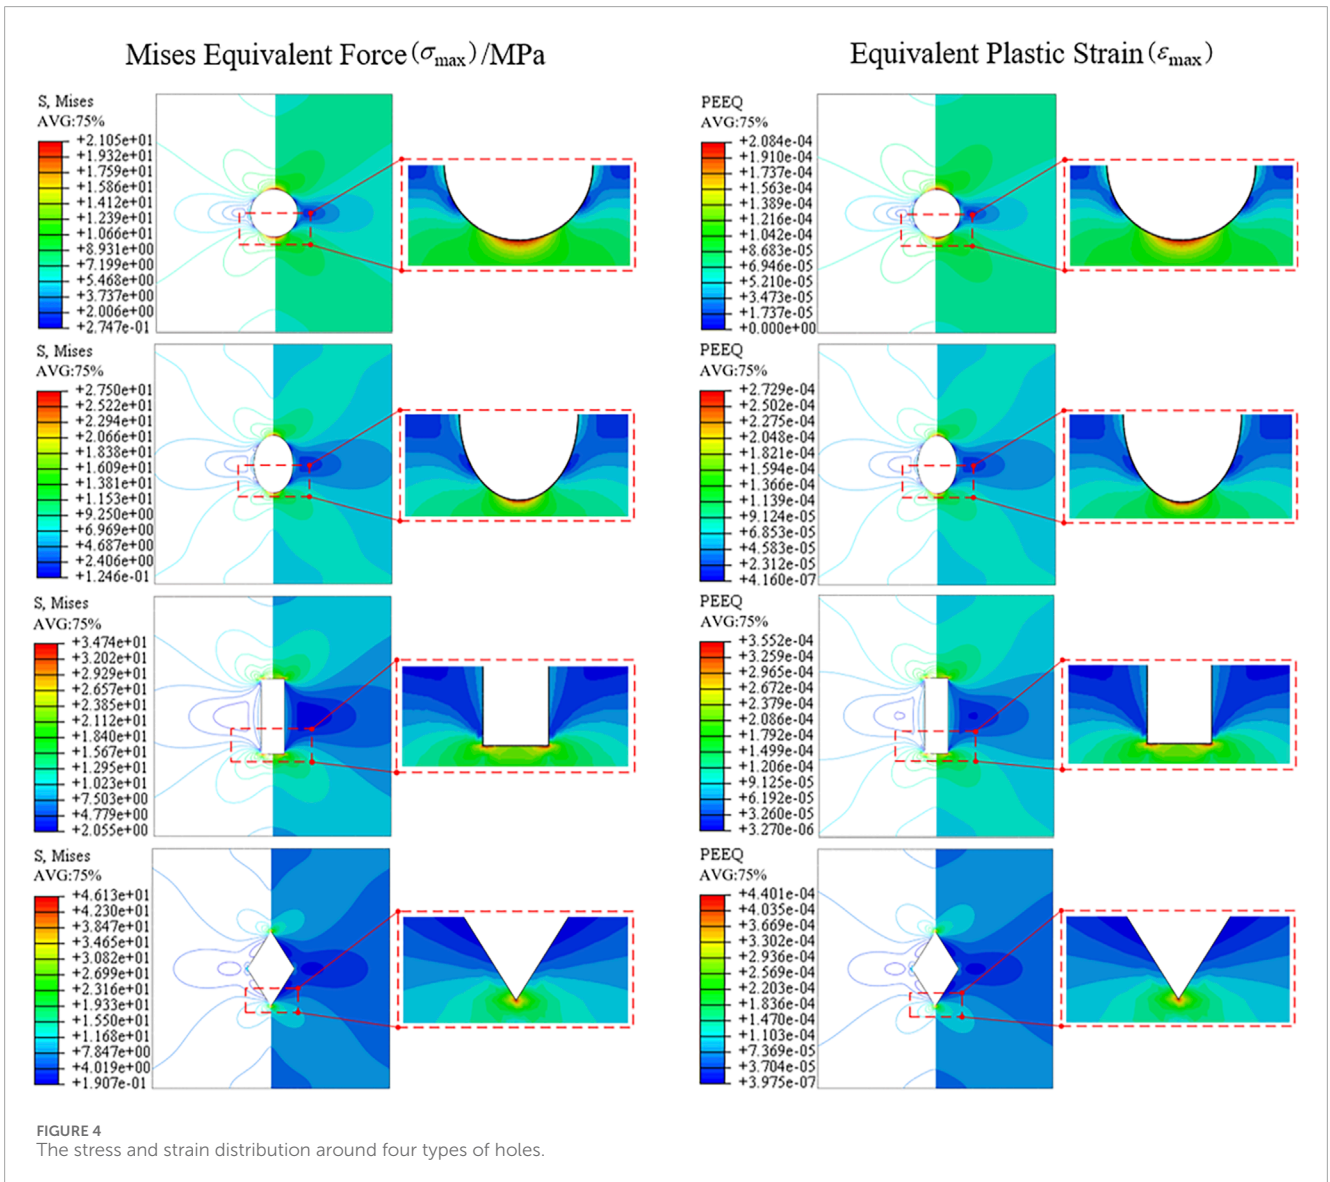 Mises Equivalent Force(σmax)/MPa
Equivalent Plastic Strain(εmax)
S, Mises
AVG:75%
+2.105e+01
+1.932e+01
+1.759e+01
+1.586e+01
+1.412e+01
+1.239e+01
+1.066e+01
+8.931e+00
+7.199e+00
+5.468e+00
+3.737e+00
+2.006e+00
+2.747e-01
PEEQ
AVG:75%
+2.084e-04
+1.910e-04
+1.737e-04
+1.563e-04
+1.389e-04
+1.216e-04
+1.042e-04
+8.683e-05
+6.946e-05
+5.210e-05
+3.473e-05
+1.737e-05
+0.000e+00
S, Mises
AVG:75%
+2.750e+01
+2.522e+01
+2.294e+01
+2.066e+01
+1.838e+01
+1.609e+01
+1.381e+01
+1.153e+01
+9.250e+00
+6.969e+00
+4.687e+00
+2.406e+00
+1.246e-01
PEEQ
AVG:75%
+2.729e-04
+2.502e-04
+2.275e-04
+2.048e-04
+1.821e-04
+1.594e-04
+1.366e-04
+1.139e-04
+9.124e-05
+6.853e-05
+4.583e-05
+2.312e-05
+4.160e-07
S, Mises
AVG:75%
+3.474e+01
+3.202e+01
+2.929e+01
+2.657e+01
+2.385e+01
+2.112e+01
+1.840e+01
+1.567e+01
+1.295e+01
+1.023e+01
+7.503e+00
+4.779e+00
+2.055e+00
PEEQ
AVG:75%
+3.552e-04
+3.259e-04
+2.965e-04
+2.672e-04
+2.379e-04
+2.086e-04
+1.792e-04
+1.499e-04
+1.206e-04
+9.125e-05
+6.192e-05
+3.260e-05
+3.270e-06
S, Mises
AVG:75%
+4.613e+01
+4.230e+01
+3.847e+01
+3.465e+01
+3.082e+01
+2.699e+01
+2.316e+01
+1.933e+01
+1.550e+01
+1.168e+01
+7.847e+00
+4.019e+00
+1.907e-01
PEEQ
AVG:75%
+4.401e-04
+4.035e-04
+3.669e-04
+3.302e-04
+2.936e-04
+2.569e-04
+2.203e-04
+1.836e-04
+1.470e-04
+1.103e-04
+7.369e-05
+3.704e-05
+3.975e-07
FIGURE 4
The stress and strain distribution around four types of holes.